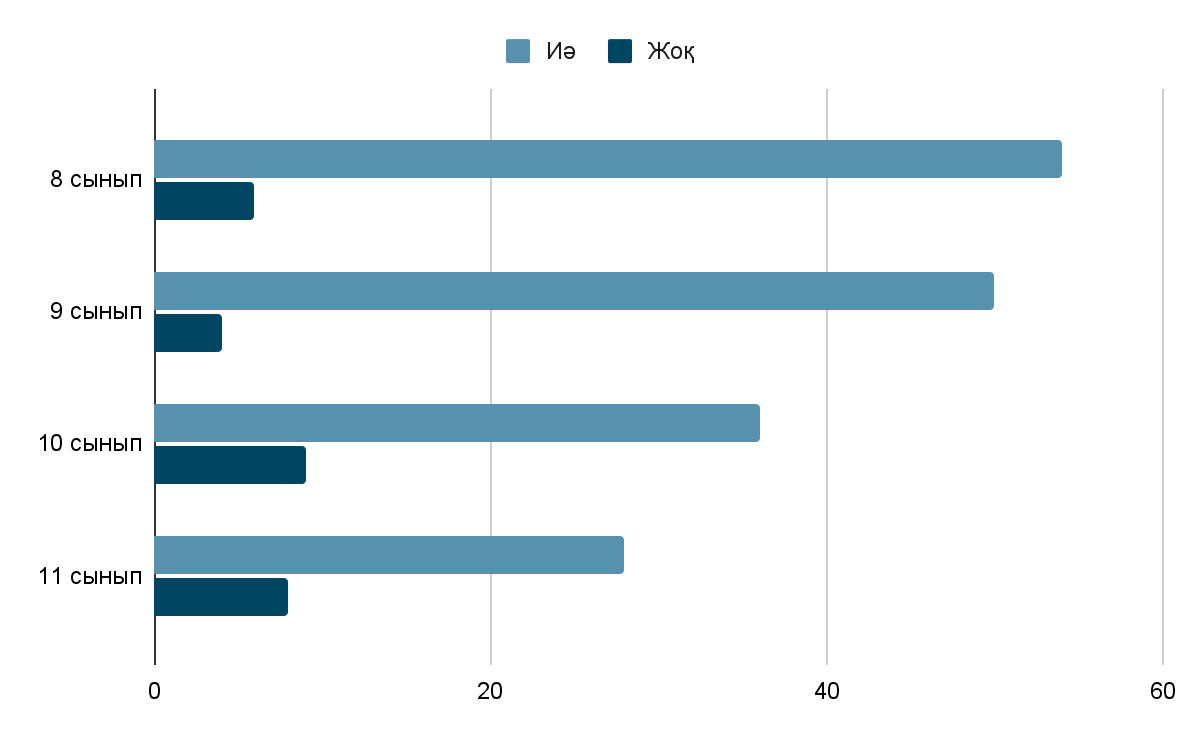 Иә Жоқ
8 сынып
9 сынып
10 сынып
11 сынып
0 20 40 60